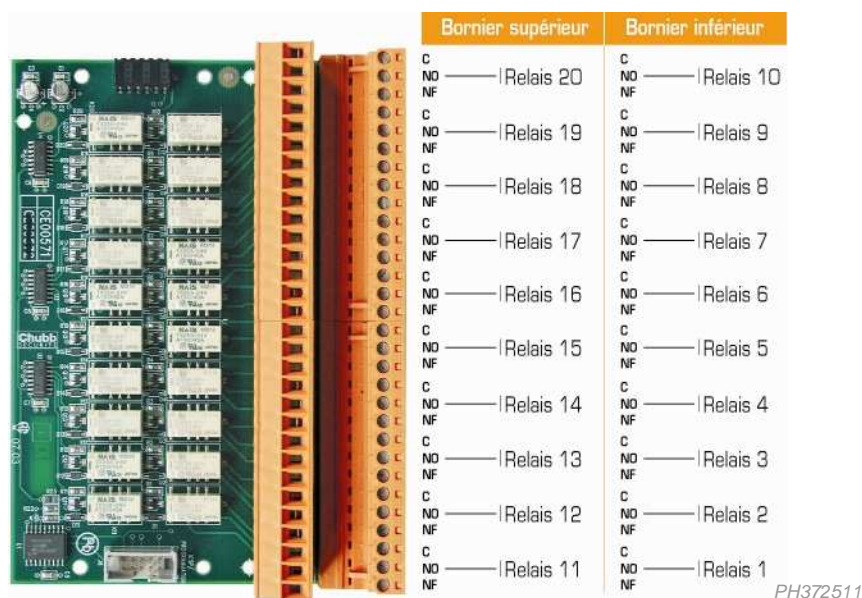 Bornier supérieur Bornier inférieur
C C
NO Relais 20 NO Relais 10
NF NF
C C
NO Relais 19 NO Relais 9
NF NF
C C
NO Relais 18 NO Relais 8
NF NF
C C
NO Relais 17 NO Relais 7
NF NF
C C
NO Relais 16 NO Relais 6
NF NF
C C
NO Relais 15 NO Relais 5
NF NF
C C
NO Relais 14 NO Relais 4
NF NF
C C
NO Relais 13 NO Relais 3
NF NF
C C
NO Relais 12 NO Relais 2
NF NF
C C
NO Relais 11 NO Relais 1
NF NF
CE00571
Chubb
07 03
Pb
PH372511